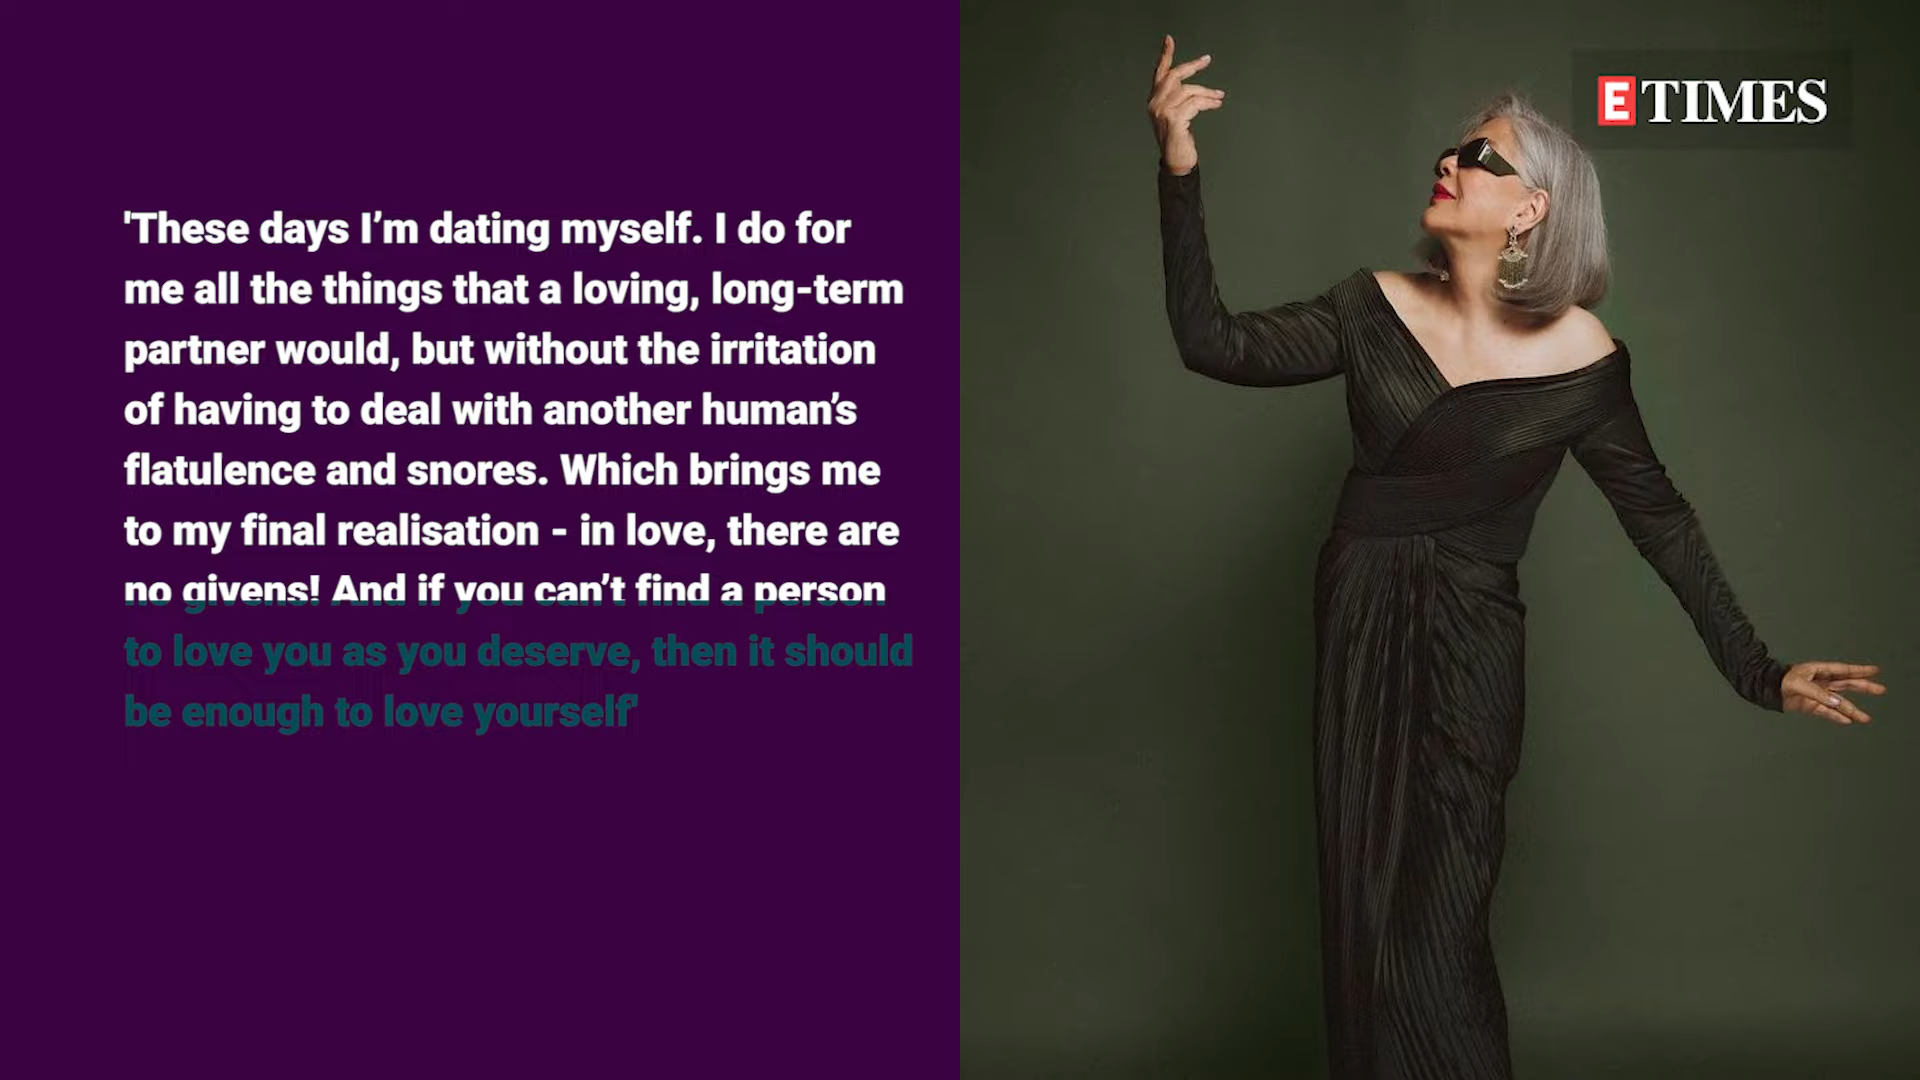 'These days I’m dating myself. I do for
me all the things that a loving, long-term
partner would, but without the irritation
of having to deal with another human’s
flatulence and snores. Which brings me
to my final realisation - in love, there are
no givens! And if you can’t find a person
to love you as you deserve, then it should
be enough to love yourself'
E TIMES